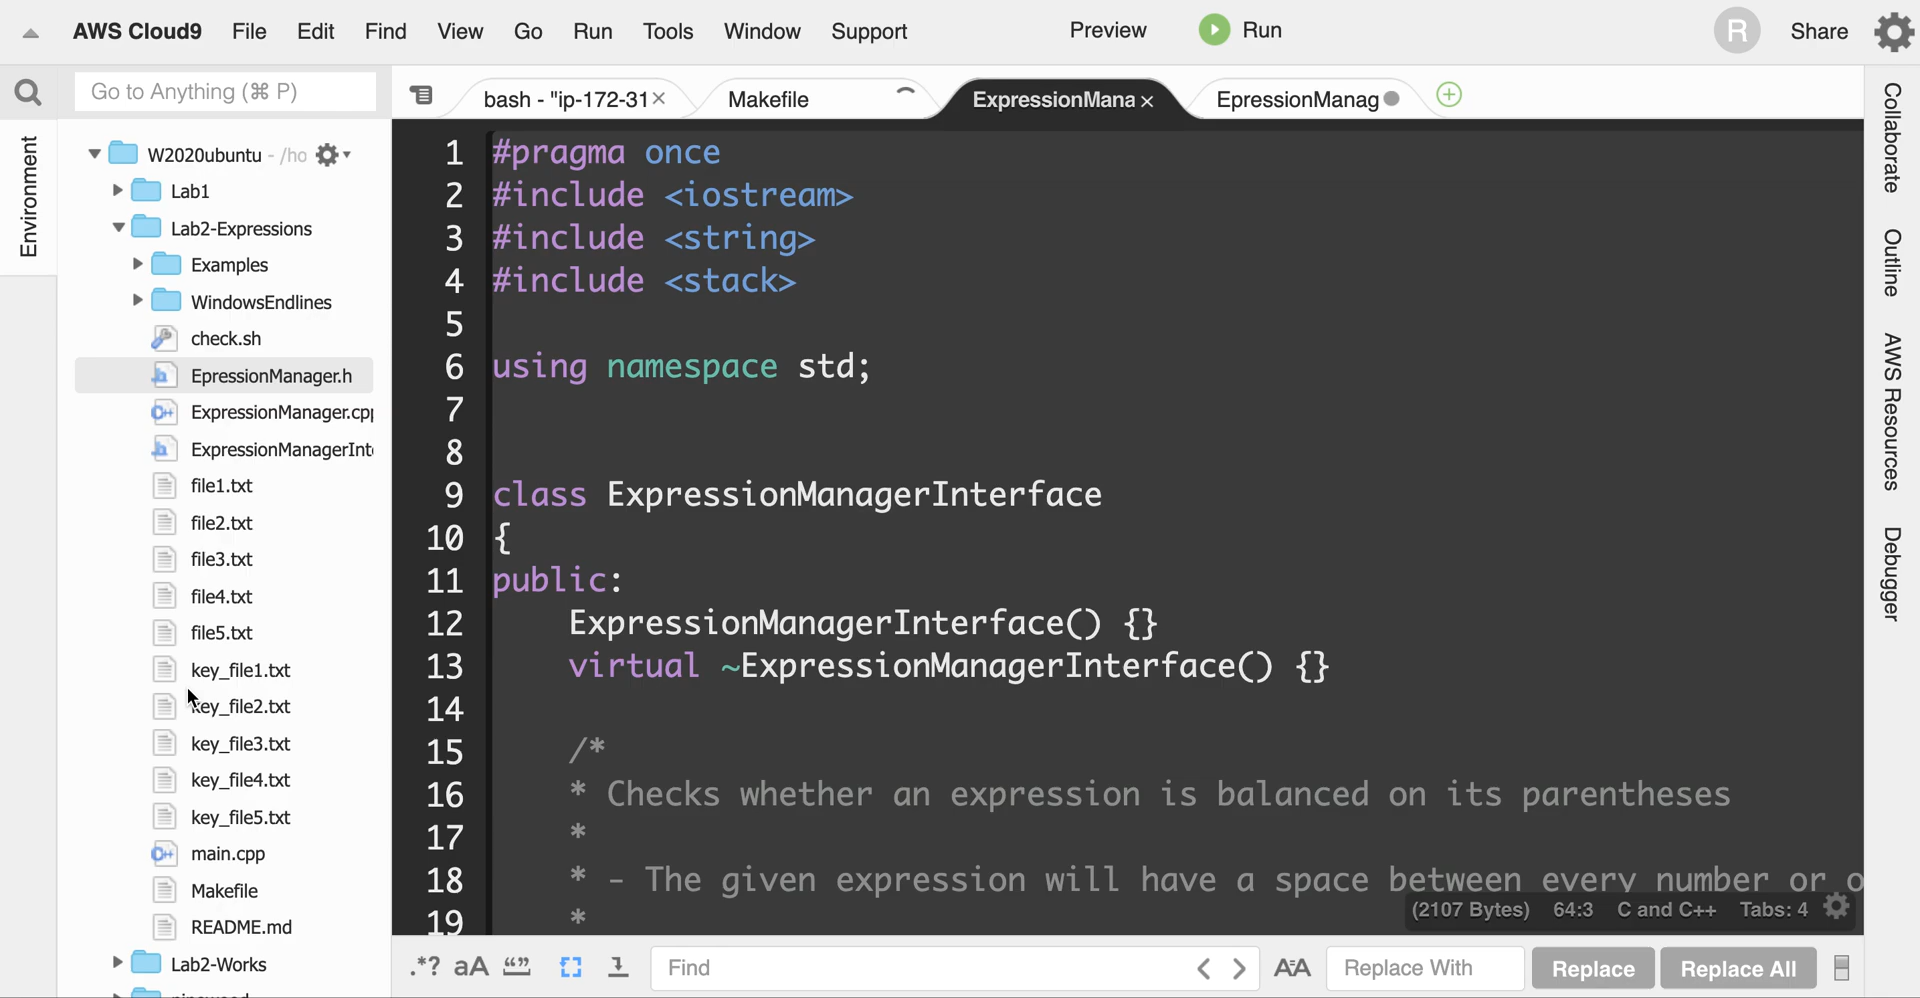 AWS Cloud9 File Edit Find View Go Run Tools Window Support Preview Run R Share
Go to Anything (⌘ P)
bash - "ip-172-31 Makefile ExpressionMana EpressionManag
Environment
W2020ubuntu - /ho
Lab1
Lab2-Expressions
Examples
WindowsEndlines
check.sh
EpressionManager.h
ExpressionManager.cpp
ExpressionManagerInt
file1.txt
file2.txt
file3.txt
file4.txt
file5.txt
key_file1.txt
key_file2.txt
key_file3.txt
key_file4.txt
key_file5.txt
main.cpp
Makefile
README.md
Lab2-Works
1 #pragma once
2 #include <iostream>
3 #include <string>
4 #include <stack>
5
6 using namespace std;
7
8
9 class ExpressionManagerInterface
10 {
11 public:
12 ExpressionManagerInterface() {}
13 virtual ~ExpressionManagerInterface() {}
14
15 /*
16 * Checks whether an expression is balanced on its parentheses
17 *
18 * - The given expression will have a space between every number or o
19 *
(2107 Bytes) 64:3 C and C++ Tabs: 4
.*? aA “” Find AA Replace With Replace Replace All
Collaborate
Outline
AWS Resources
Debugger